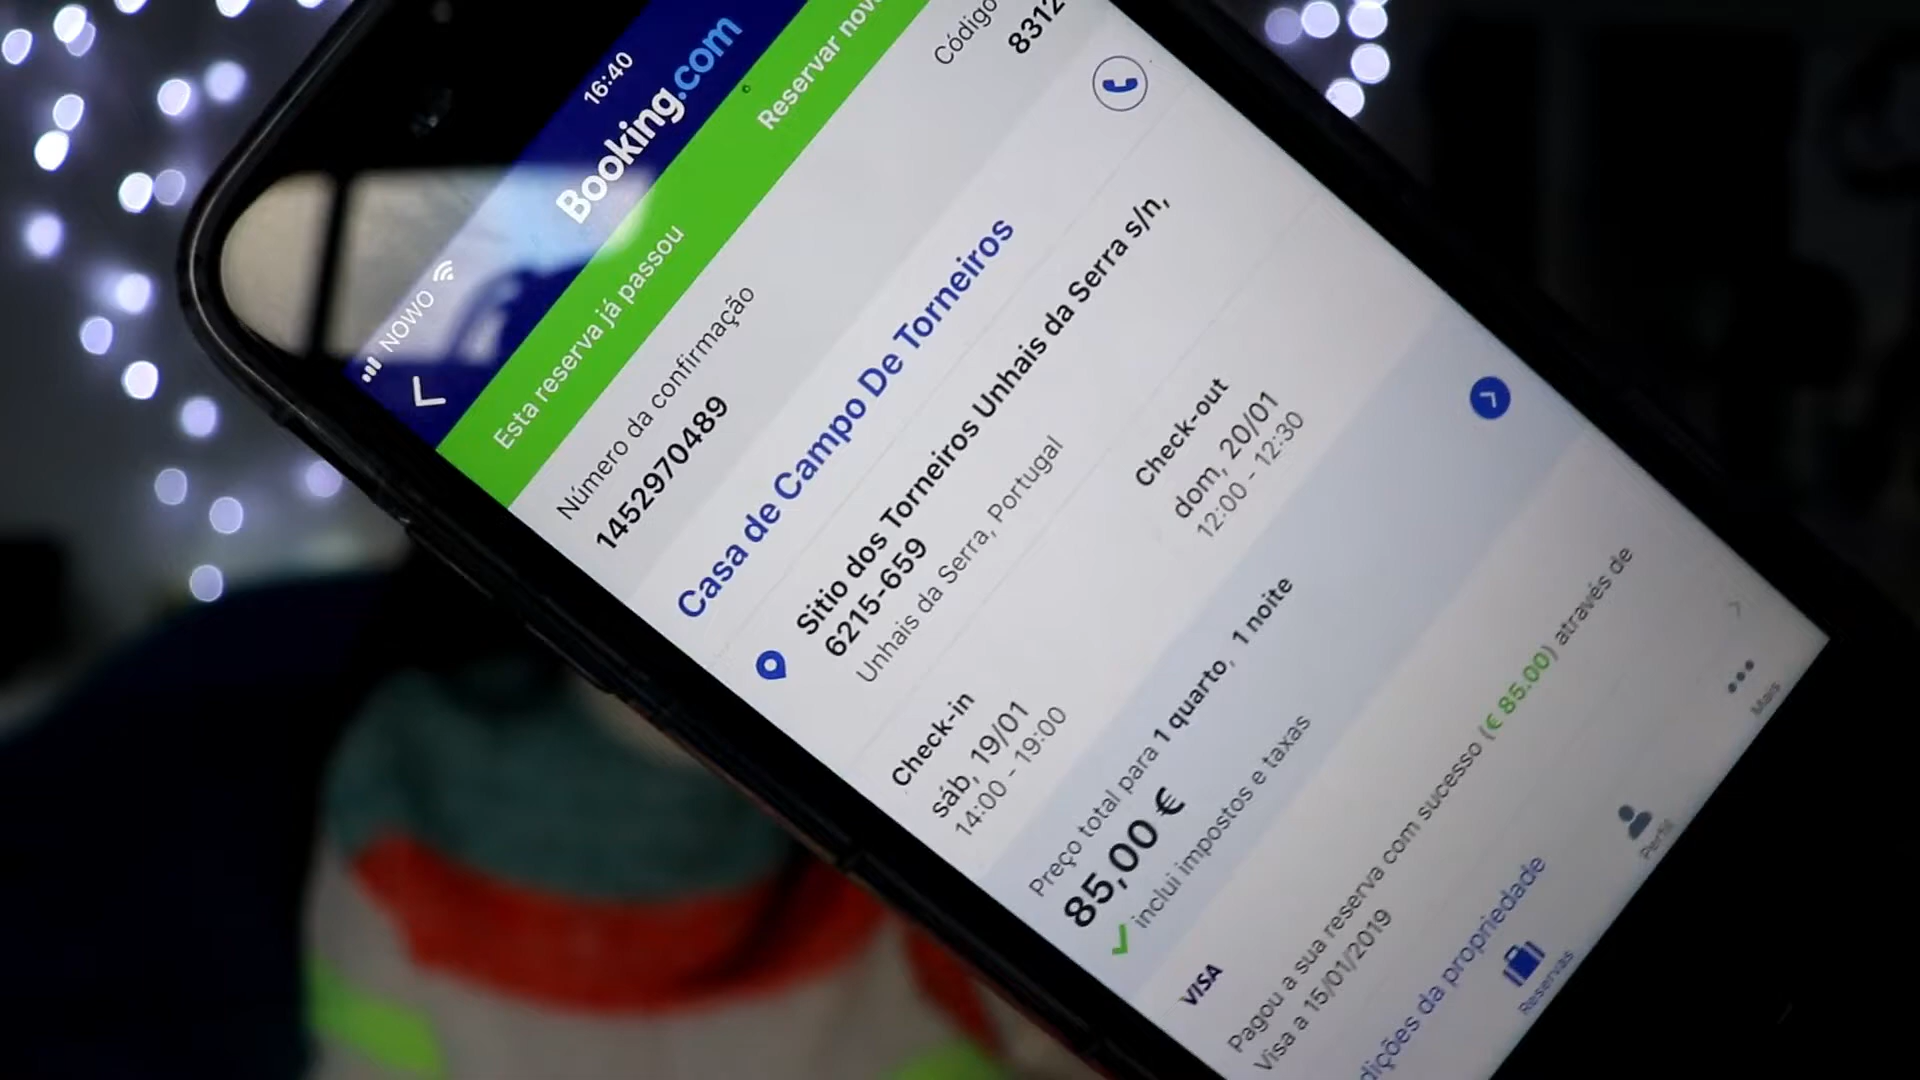 NOWO
16:40
Booking.com
Esta reserva já passou
Reservar
Número da confirmação
1452970489
Código
8312
Casa de Campo De Torneiros
Sitio dos Torneiros Unhais da Serra s/n,
6215-659
Unhais da Serra, Portugal
Check-in
sáb, 19/01
14:00 - 19:00
Check-out
dom, 20/01
12:00 - 12:30
Preço total para 1 quarto, 1 noite
85,00 €
inclui impostos e taxas
VISA
Pagou a sua reserva com sucesso (€ 85.00) através de
Visa a 15/01/2019
dições da propriedade
Reservas
Perfil
Mais